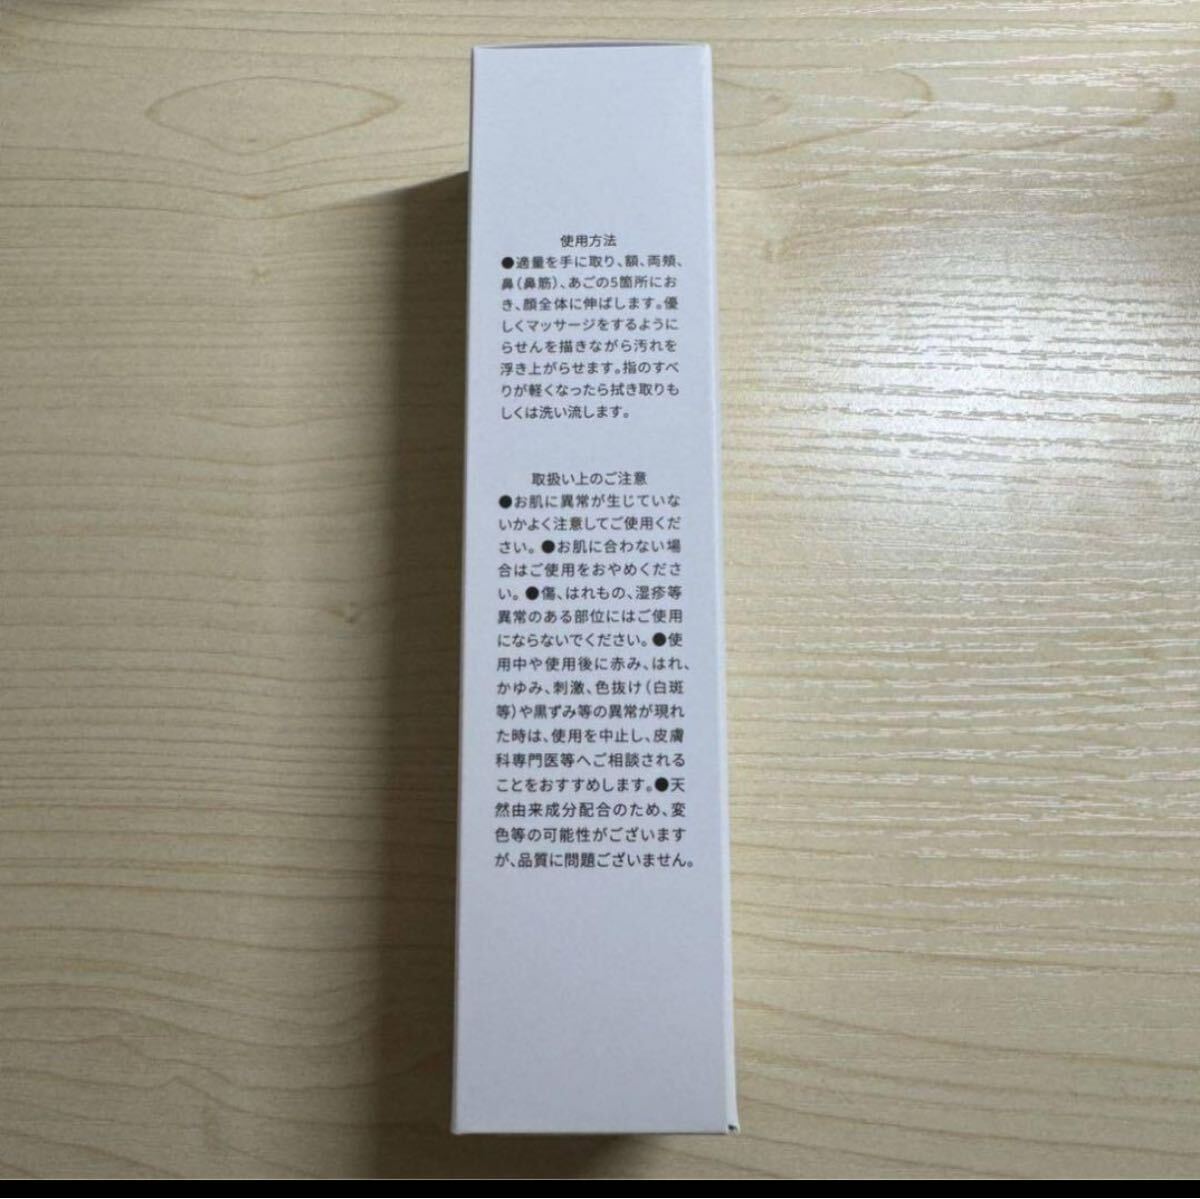 使用方法
●適量を手に取り、額、両頬、
鼻（鼻筋）、あごの5箇所にお
き、顔全体に伸ばします。優
しくマッサージをするように
らせんを描きながら汚れを
浮き上がらせます。指のすべ
りが軽くなったら拭き取りも
しくは洗い流します。
取扱い上のご注意
●お肌に異常が生じていな
いかよく注意してご使用くだ
さい。●お肌に合わない場
合はご使用をおやめくださ
い。●傷、はれもの、湿疹等
異常のある部位にはご使用
にならないでください。●使
用中や使用後に赤み、はれ、
かゆみ、刺激、色抜け（白斑
等）や黒ずみ等の異常が現れ
た時は、使用を中止し、皮膚
科専門医等へご相談される
ことをおすすめします。●天
然由来成分配合のため、変
色等の可能性がございます
が、品質に問題ございません。